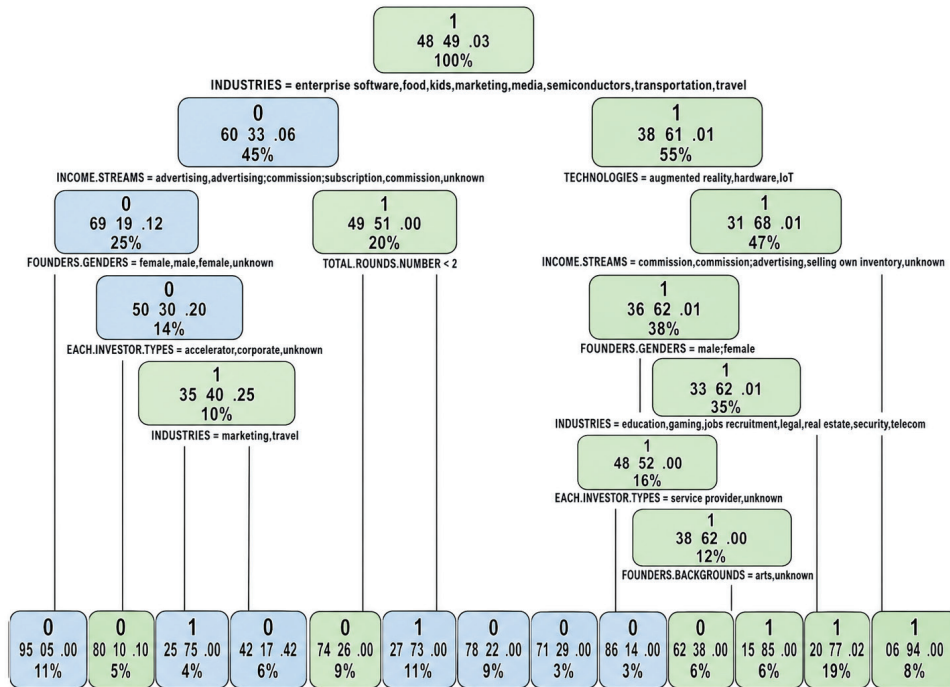 1
48 49 .03
100%
INDUSTRIES = enterprise software,food,kids,marketing,media,semiconductors,transportation,travel
0
60 33 .06
45%
1
38 61 .01
55%
INCOME.STREAMS = advertising,advertising;commission;subscription,commission,unknown
TECHNOLOGIES = augmented reality,hardware,IoT
0
69 19 .12
25%
1
49 51 .00
20%
1
31 68 .01
47%
FOUNDERS.GENDERS = female,male,female,unknown
TOTAL.ROUNDS.NUMBER < 2
INCOME.STREAMS = commission,commission;advertising,selling own inventory,unknown
0
50 30 .20
14%
1
36 62 .01
38%
EACH.INVESTOR.TYPES = accelerator,corporate,unknown
FOUNDERS.GENDERS = male;female
1
35 40 .25
10%
1
33 62 .01
35%
INDUSTRIES = marketing,travel
INDUSTRIES = education,gaming,jobs recruitment,legal,real estate,security,telecom
1
48 52 .00
16%
EACH.INVESTOR.TYPES = service provider,unknown
1
38 62 .00
12%
FOUNDERS.BACKGROUNDS = arts,unknown
0
95 05 .00
11%
0
80 10 .10
5%
1
25 75 .00
4%
0
42 17 .42
6%
0
74 26 .00
9%
1
27 73 .00
11%
0
78 22 .00
9%
0
71 29 .00
3%
0
86 14 .00
3%
0
62 38 .00
6%
1
15 85 .00
6%
1
20 77 .02
19%
1
06 94 .00
8%